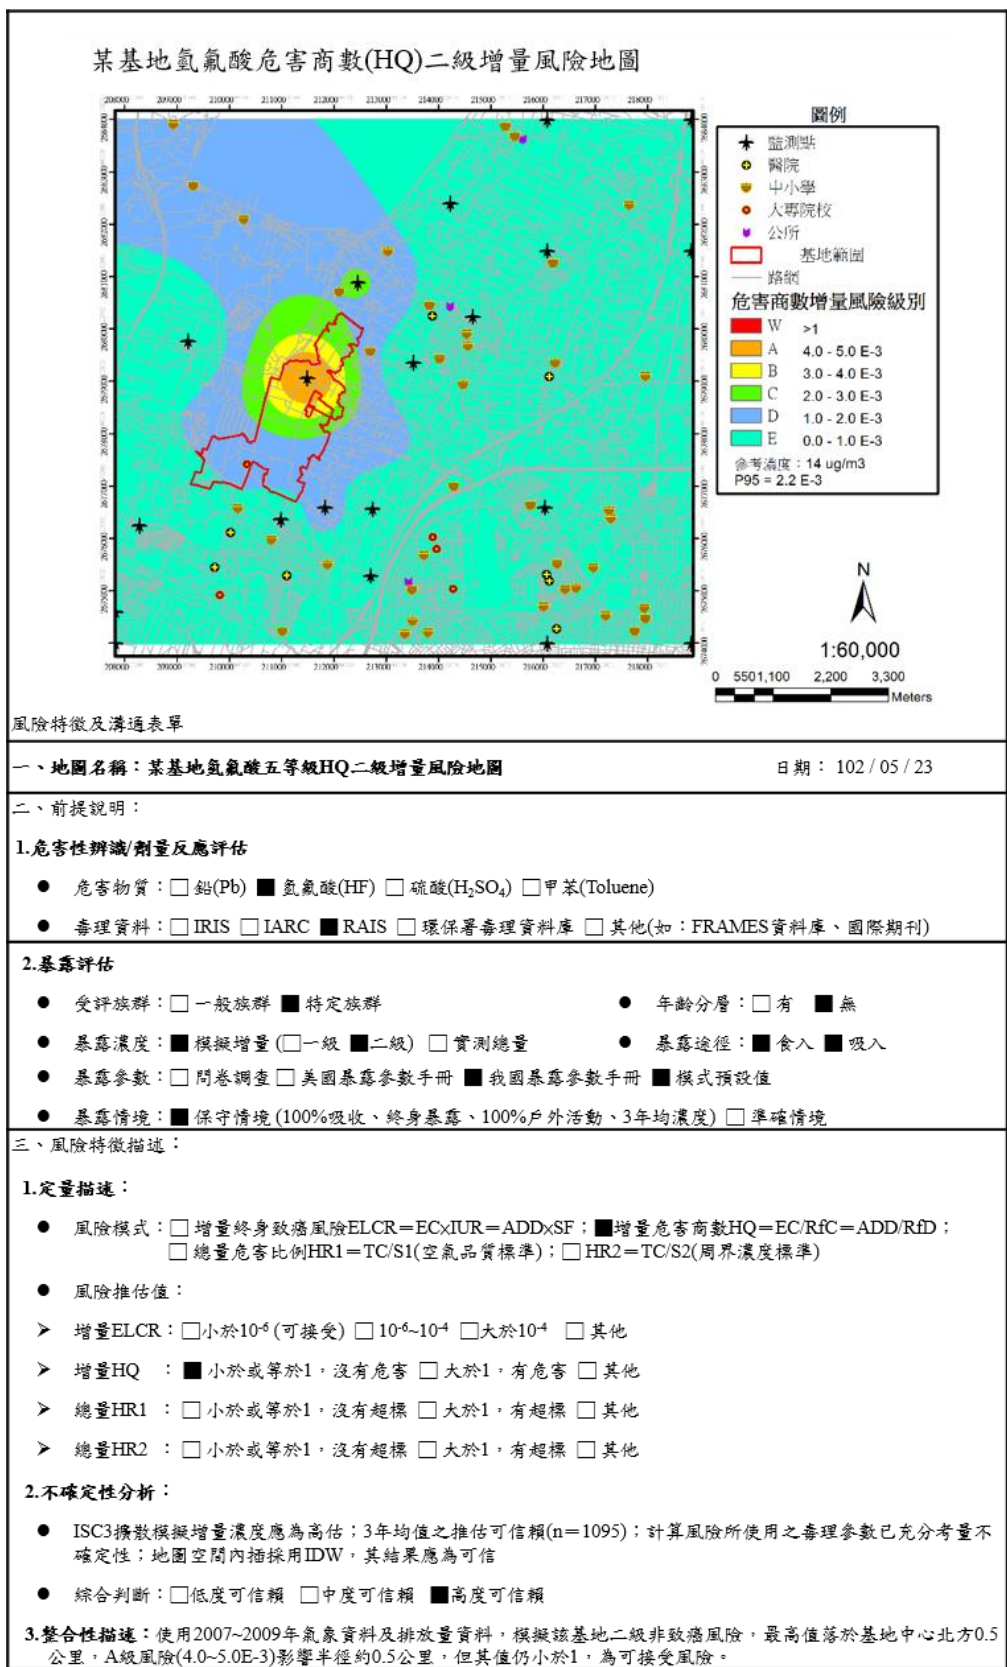 某基地氫氟酸危害商數(HQ)二級增量風險地圖
208000 209000 210000 211000 212000 213000 214000 215000 216000 217000 218000
圖例
監測點
醫院
中小學
大專院校
公所
基地範圍
路網
危害商數增量風險級別
W >1
A 4.0 - 5.0 E-3
B 3.0 - 4.0 E-3
C 2.0 - 3.0 E-3
D 1.0 - 2.0 E-3
E 0.0 - 1.0 E-3
參考濃度：14 ug/m3
P95 = 2.2 E-3
208000 209000 210000 211000 212000 213000 214000 215000 216000 217000 218000
N
1:60,000
0 550 1,100 2,200 3,300
Meters
風險特徵及溝通表單
一、地圖名稱：某基地氫氟酸五等級HQ二級增量風險地圖 日期： 102 / 05 / 23
二、前提說明：
1.危害性辨識/劑量反應評估
● 危害物質：□ 鉛(Pb) ■ 氫氟酸(HF) □ 硫酸(H₂SO₄) □甲苯(Toluene)
● 毒理資料：□ IRIS □ IARC ■ RAIS □ 環保署毒理資料庫 □ 其他(如：FRAMES資料庫、國際期刊)
2.暴露評估
● 受評族群：□ 一般族群 ■ 特定族群 ● 年齡分層：□ 有 ■ 無
● 暴露濃度：■ 模擬增量 (□一級 ■二級) □ 實測總量 ● 暴露途徑：■ 食入 ■ 吸入
● 暴露參數：□ 問卷調查 □ 美國暴露參數手冊 ■ 我國暴露參數手冊 ■ 模式預設值
● 暴露情境：■ 保守情境 (100%吸收、終身暴露、100%戶外活動、3年均濃度) □ 準確情境
三、風險特徵描述：
1.定量描述：
● 風險模式：□ 增量終身致癌風險ELCR＝EC×IUR＝ADD×SF；■增量危害商數HQ＝EC/RfC＝ADD/RfD；
□ 總量危害比例HR1＝TC/S1(空氣品質標準)；□ HR2＝TC/S2(周界濃度標準)
● 風險推估值：
➢ 增量ELCR：□小於10⁻⁶ (可接受) □ 10⁻⁶~10⁻⁴ □大於10⁻⁴ □ 其他
➢ 增量HQ ：■ 小於或等於1，沒有危害 □ 大於1，有危害 □ 其他
➢ 總量HR1 ：□ 小於或等於1，沒有超標 □ 大於1，有超標 □ 其他
➢ 總量HR2 ：□ 小於或等於1，沒有超標 □ 大於1，有超標 □ 其他
2.不確定性分析：
● ISC3擴散模擬增量濃度應為高估；3年均值之推估可信賴(n＝1095)；計算風險所使用之毒理參數已充分考量不
確定性；地圖空間內插採用IDW，其結果應為可信
● 綜合判斷：□低度可信賴 □中度可信賴 ■高度可信賴
3.整合性描述：使用2007~2009年氣象資料及排放量資料，模擬該基地二級非致癌風險，最高值落於基地中心北方0.5
公里，A級風險(4.0~5.0E-3)影響半徑約0.5公里，但其值仍小於1，為可接受風險。